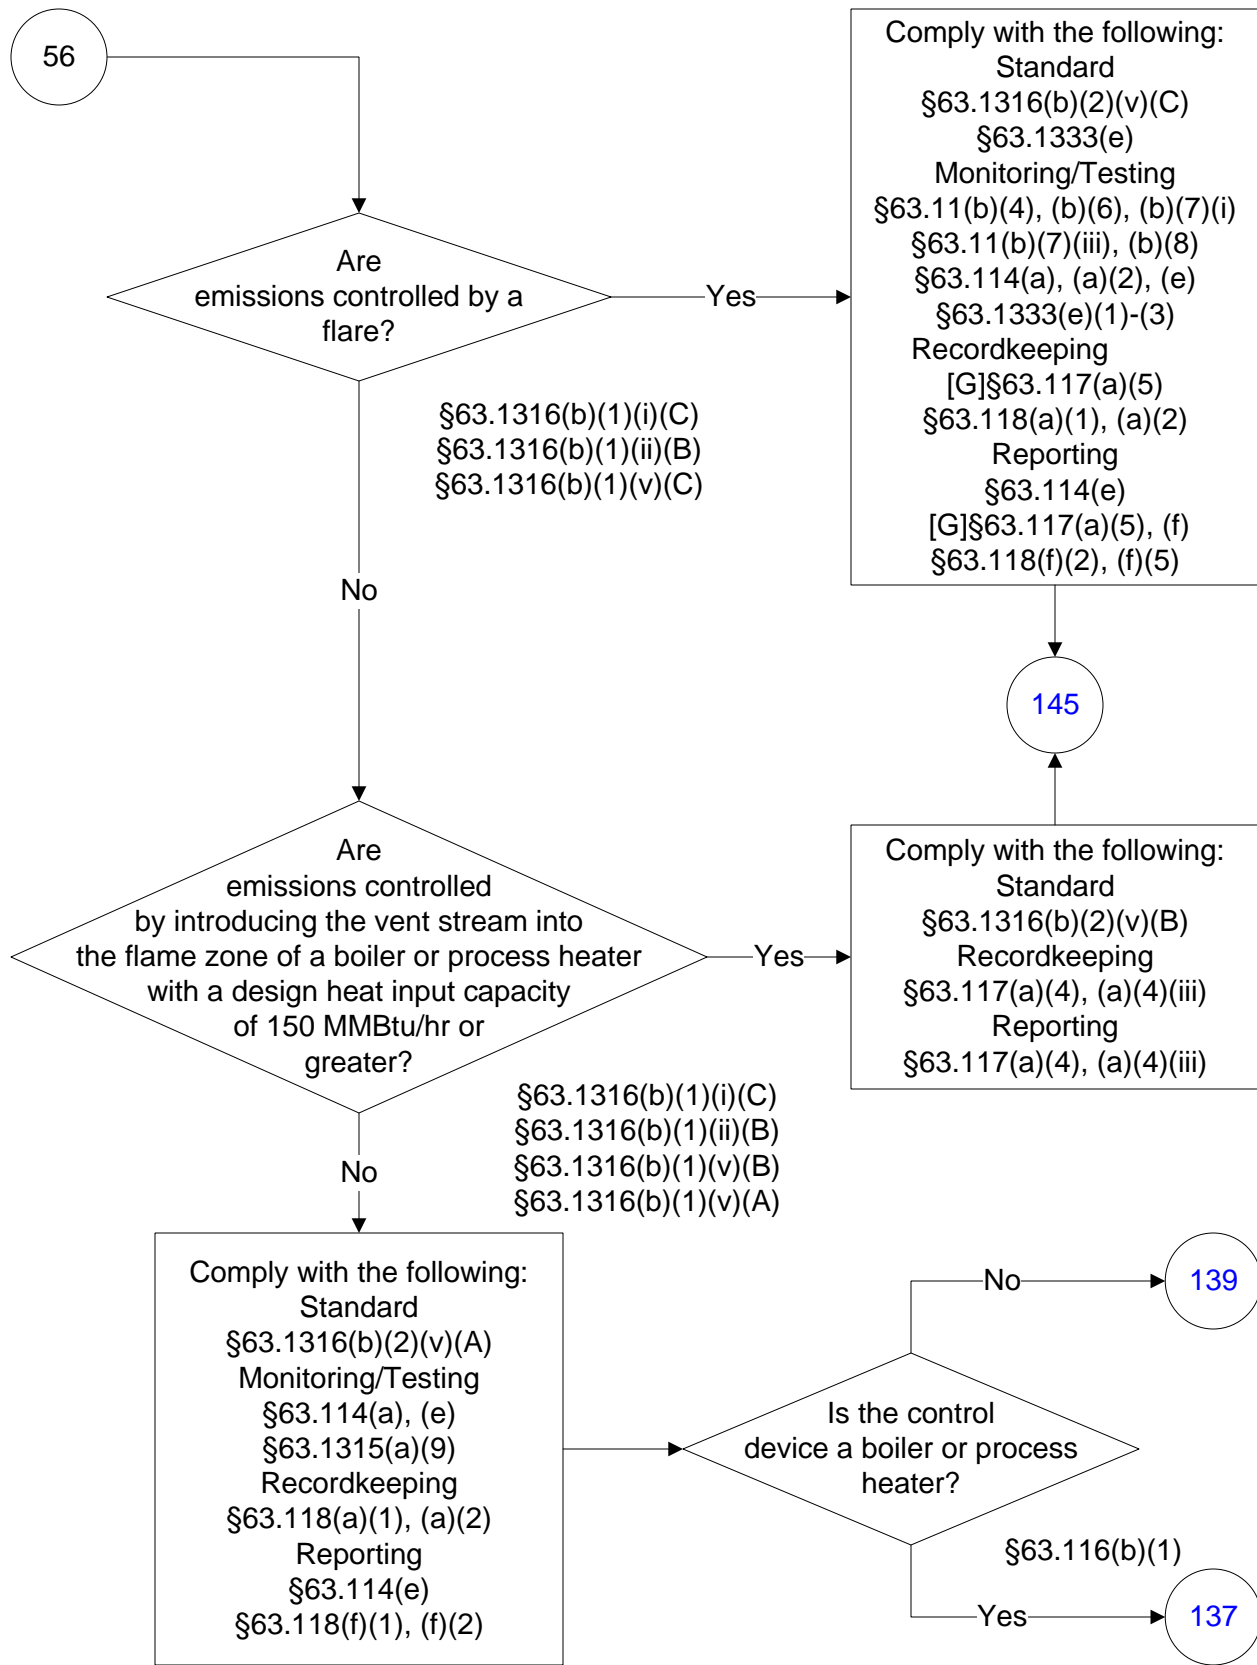 56
Are
emissions controlled by a
flare?
Yes
Comply with the following:
Standard
§63.1316(b)(2)(v)(C)
§63.1333(e)
Monitoring/Testing
§63.11(b)(4), (b)(6), (b)(7)(i)
§63.11(b)(7)(iii), (b)(8)
§63.114(a), (a)(2), (e)
§63.1333(e)(1)-(3)
Recordkeeping
[G]§63.117(a)(5)
§63.118(a)(1), (a)(2)
Reporting
§63.114(e)
[G]§63.117(a)(5), (f)
§63.118(f)(2), (f)(5)
§63.1316(b)(1)(i)(C)
§63.1316(b)(1)(ii)(B)
§63.1316(b)(1)(v)(C)
No
145
Are
emissions controlled
by introducing the vent stream into
the flame zone of a boiler or process heater
with a design heat input capacity
of 150 MMBtu/hr or
greater?
Yes
Comply with the following:
Standard
§63.1316(b)(2)(v)(B)
Recordkeeping
§63.117(a)(4), (a)(4)(iii)
Reporting
§63.117(a)(4), (a)(4)(iii)
§63.1316(b)(1)(i)(C)
§63.1316(b)(1)(ii)(B)
§63.1316(b)(1)(v)(B)
§63.1316(b)(1)(v)(A)
No
Comply with the following:
Standard
§63.1316(b)(2)(v)(A)
Monitoring/Testing
§63.114(a), (e)
§63.1315(a)(9)
Recordkeeping
§63.118(a)(1), (a)(2)
Reporting
§63.114(e)
§63.118(f)(1), (f)(2)
Is the control
device a boiler or process
heater?
No
139
§63.116(b)(1)
Yes
137